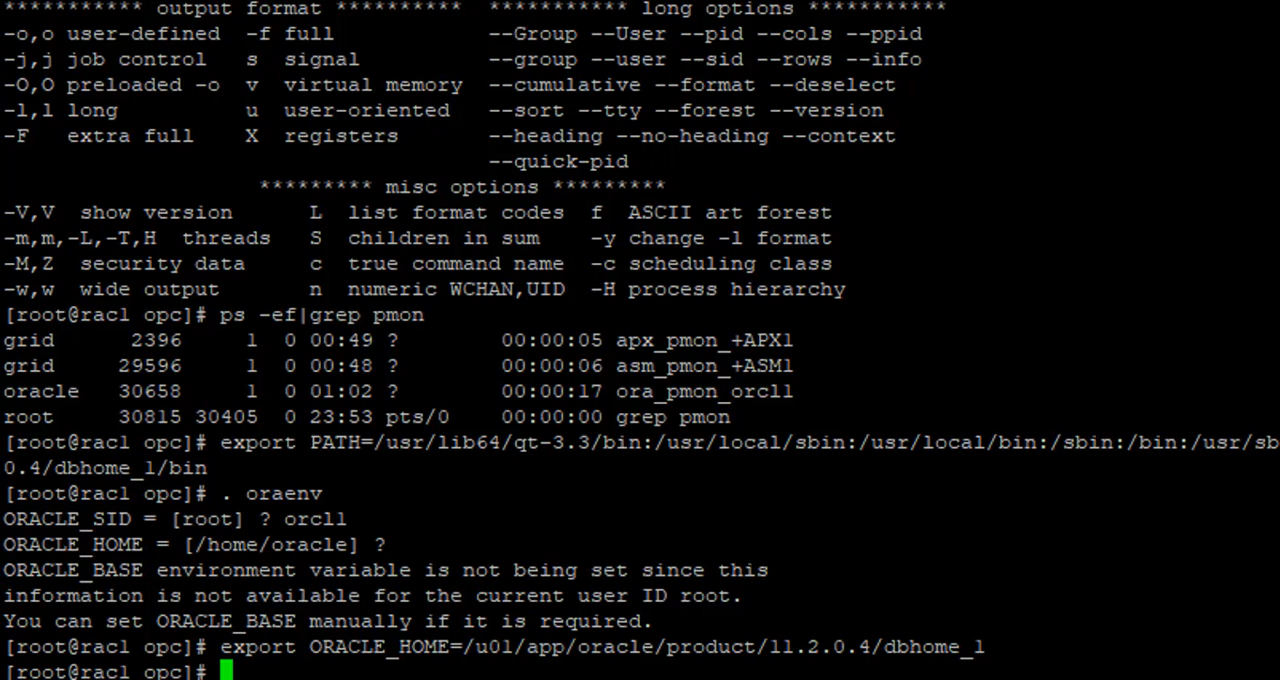 *********** output format **********  *********** long options ***********
-o,o user-defined  -f full            --Group --User --pid --cols --ppid
-j,j job control   s  signal          --group --user --sid --rows --info
-O,O preloaded -o  v  virtual memory  --cumulative --format --deselect
-l,l long          u  user-oriented   --sort --tty --forest --version
-F   extra full    X  registers       --heading --no-heading --context
                                      --quick-pid
                    ********* misc options *********
-V,V  show version      L  list format codes  f  ASCII art forest
-m,m,-L,-T,H  threads   S  children in sum    -y change -l format
-M,Z  security data     c  true command name  -c scheduling class
-w,w  wide output       n  numeric WCHAN,UID  -H process hierarchy
[root@rac1 opc]# ps -ef|grep pmon
grid      2396     1  0 00:49 ?        00:00:05 apx_pmon_+APX1
grid     29596     1  0 00:48 ?        00:00:06 asm_pmon_+ASM1
oracle   30658     1  0 01:02 ?        00:00:17 ora_pmon_orcl1
root     30815 30405  0 23:53 pts/0    00:00:00 grep pmon
[root@rac1 opc]# export PATH=/usr/lib64/qt-3.3/bin:/usr/local/sbin:/usr/local/bin:/sbin:/bin:/usr/sb
0.4/dbhome_1/bin
[root@rac1 opc]# . oraenv
ORACLE_SID = [root] ? orcl1
ORACLE_HOME = [/home/oracle] ?
ORACLE_BASE environment variable is not being set since this
information is not available for the current user ID root.
You can set ORACLE_BASE manually if it is required.
[root@rac1 opc]# export ORACLE_HOME=/u01/app/oracle/product/11.2.0.4/dbhome_1
[root@rac1 opc]#